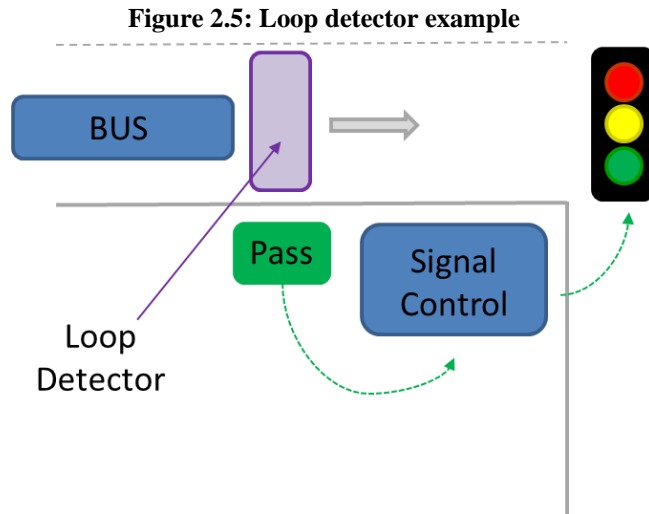 Figure 2.5: Loop detector example
BUS
Pass
Signal
Control
Loop
Detector